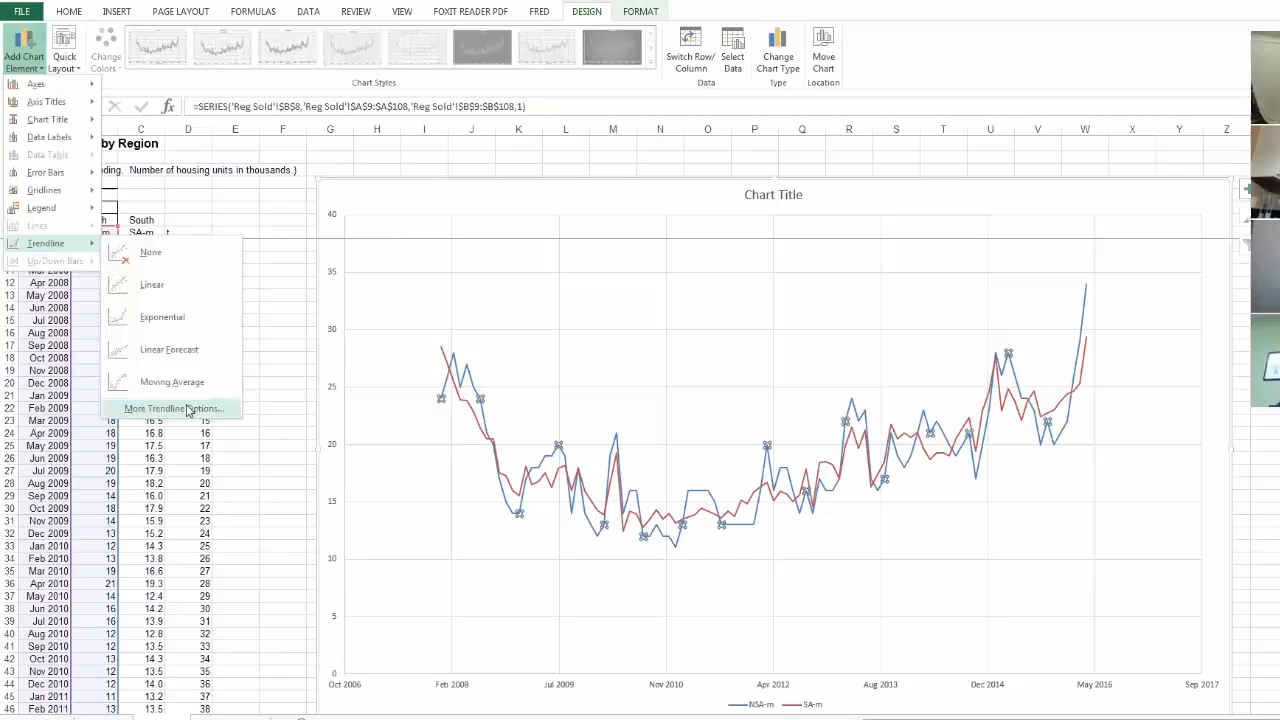 FILE HOME INSERT PAGE LAYOUT FORMULAS DATA REVIEW VIEW FOXIT READER PDF FRED DESIGN FORMAT
Add Chart Element
Quick Layout
Change Colors
Switch Row/ Column
Select Data
Change Chart Type
Move Chart
Chart Styles
Data
Type
Location
Axes
Axis Titles
Chart Title
Data Labels
Data Table
Error Bars
Gridlines
Legend
Lines
Trendline
Up/Down Bars
None
Linear
Exponential
Linear Forecast
Moving Average
More Trendline Options...
fx =SERIES('Reg Sold'!$B$8,'Reg Sold'!$A$9:$A$108,'Reg Sold'!$B$9:$B$108,1)
C D E F G H I J K L M N O P Q R S T U V W X Y Z
by Region
Number of housing units in thousands.)
South
SA-m t
12 Apr 2008
13 May 2008
14 Jun 2008
15 Jul 2008
16 Aug 2008
17 Sep 2008
18 Oct 2008
19 Nov 2008
20 Dec 2008
21 Jan 2009
22 Feb 2009
23 Mar 2009 18 16.5 15
24 Apr 2009 18 16.8 16
25 May 2009 19 17.5 17
26 Jun 2009 19 16.3 18
27 Jul 2009 20 17.9 19
28 Aug 2009 19 18.2 20
29 Sep 2009 14 16.0 21
30 Oct 2009 18 17.9 22
31 Nov 2009 14 15.9 23
32 Dec 2009 13 15.2 24
33 Jan 2010 12 14.3 25
34 Feb 2010 13 13.8 26
35 Mar 2010 19 16.6 27
36 Apr 2010 21 19.3 28
37 May 2010 14 12.4 29
38 Jun 2010 16 14.2 30
39 Jul 2010 16 13.9 31
40 Aug 2010 12 12.8 32
41 Sep 2010 12 13.5 33
42 Oct 2010 13 14.3 34
43 Nov 2010 12 13.5 35
44 Dec 2010 12 14.0 36
45 Jan 2011 11 13.2 37
46 Feb 2011 13 13.5 38
Chart Title
40
35
30
25
20
15
10
5
0
Oct 2006 Feb 2008 Jul 2009 Nov 2010 Apr 2012 Aug 2013 Dec 2014 May 2016 Sep 2017
NSA-m SA-m